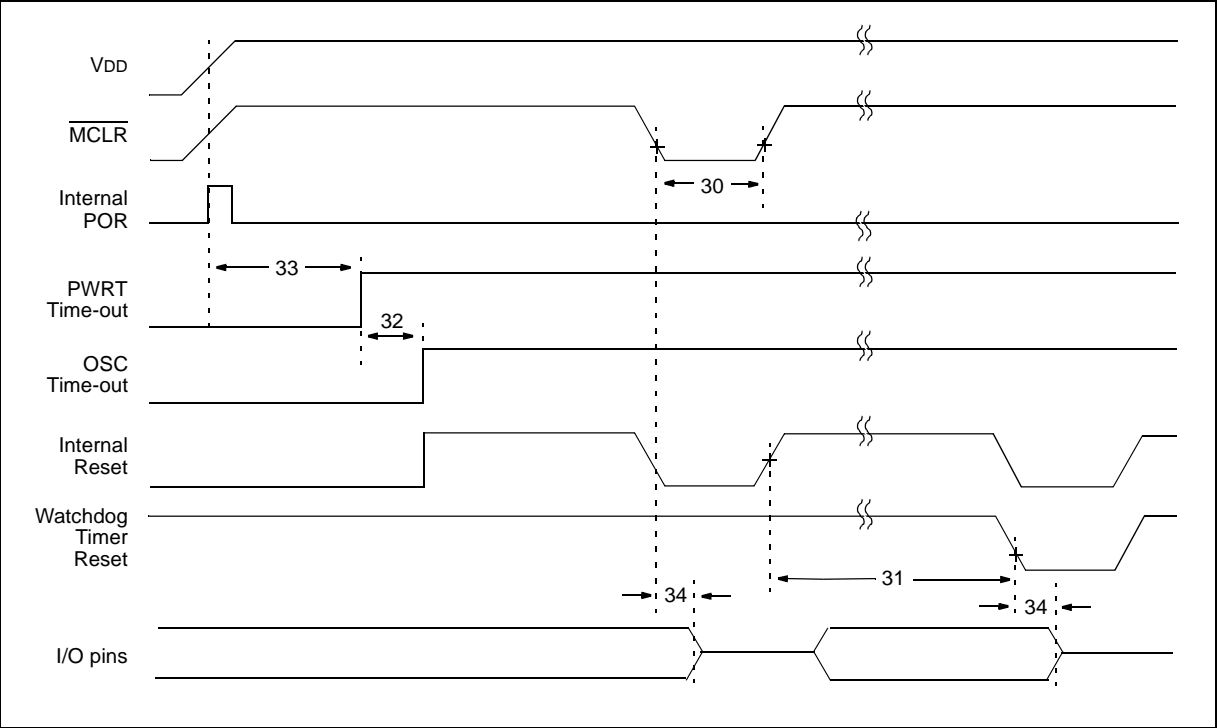 VDD
MCLR
30
Internal
POR
33
PWRT
Time-out
32
OSC
Time-out
Internal
Reset
Watchdog
Timer
Reset
31
34
34
I/O pins